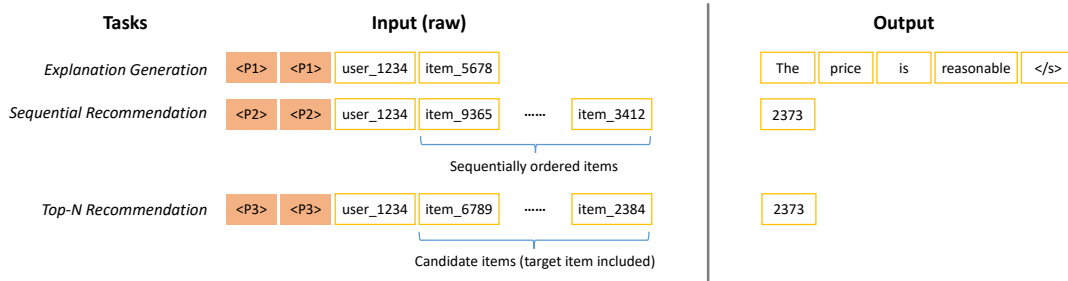 Tasks Input (raw) Output
Explanation Generation <P1> <P1> user_1234 item_5678 The price is reasonable </s>
Sequential Recommendation <P2> <P2> user_1234 item_9365 ...... item_3412 2373
Sequentially ordered items
Top-N Recommendation <P3> <P3> user_1234 item_6789 ...... item_2384 2373
Candidate items (target item included)